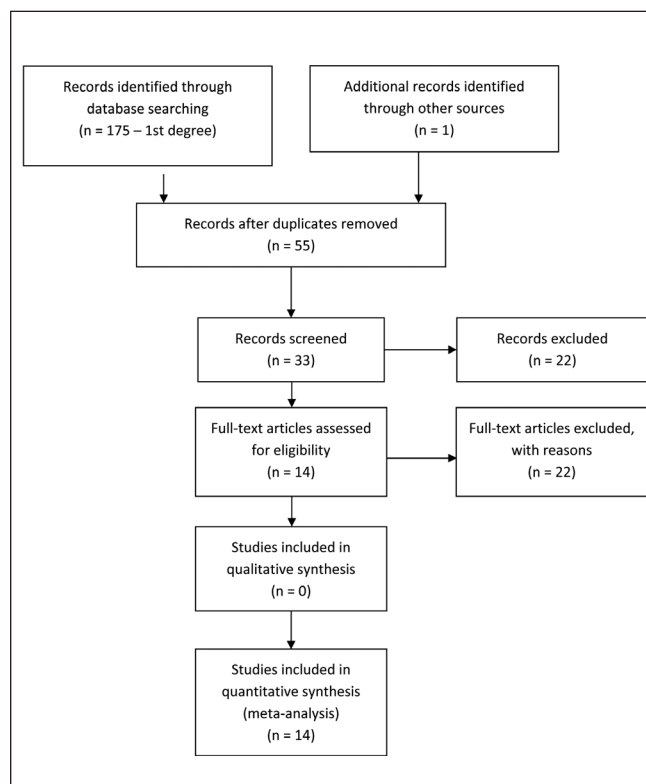 Records identified through
database searching
(n = 175 – 1st degree)
Additional records identified
through other sources
(n = 1)
Records after duplicates removed
(n = 55)
Records screened
(n = 33)
Records excluded
(n = 22)
Full-text articles assessed
for eligibility
(n = 14)
Full-text articles excluded,
with reasons
(n = 22)
Studies included in
qualitative synthesis
(n = 0)
Studies included in
quantitative synthesis
(meta-analysis)
(n = 14)